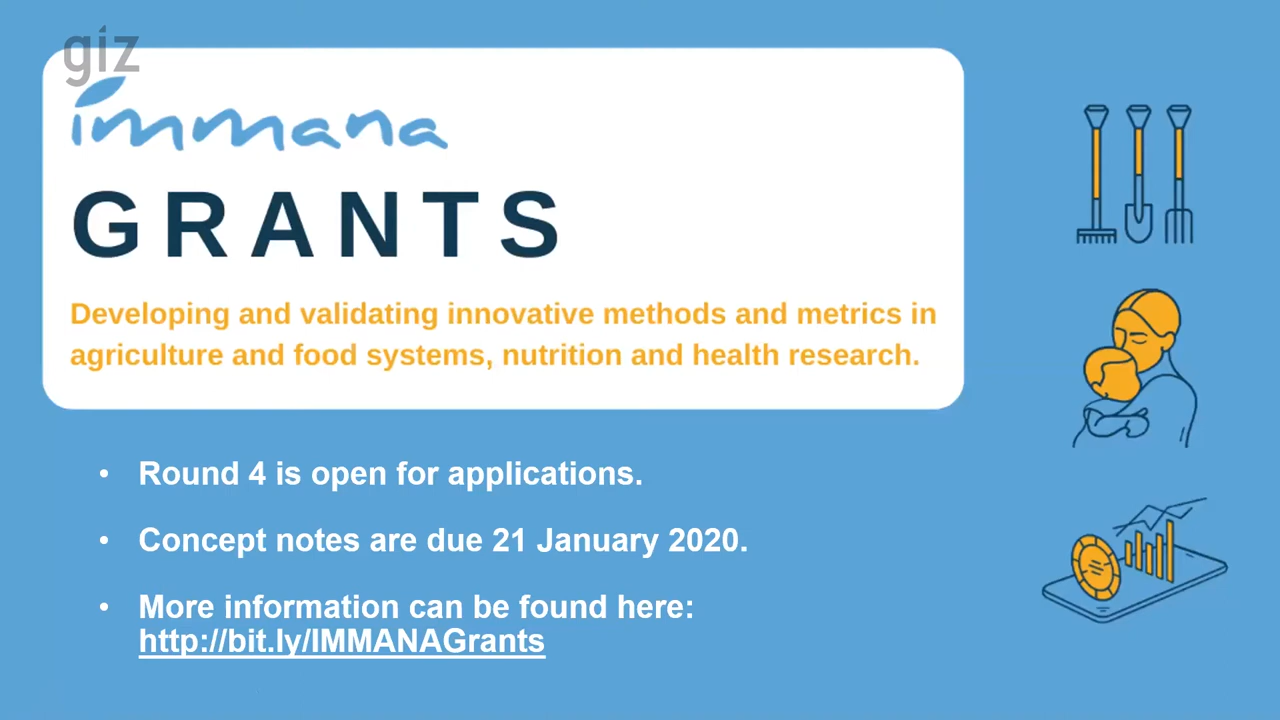 giz
immana
GRANTS
Developing and validating innovative methods and metrics in
agriculture and food systems, nutrition and health research.
• Round 4 is open for applications.
• Concept notes are due 21 January 2020.
• More information can be found here:
http://bit.ly/IMMANAGrants